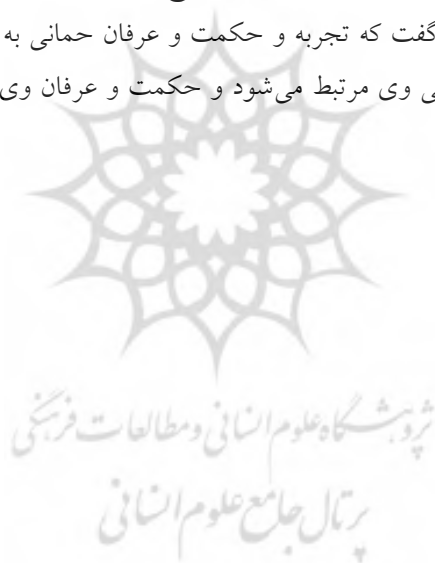 گفت که تجربه و حکمت و عرفان حمانی به
ی وی مرتبط می‌شود و حکمت و عرفان وی
پژوهشگاه علوم انسانی و مطالعات فرهنگی
پرتال جامع علوم انسانی